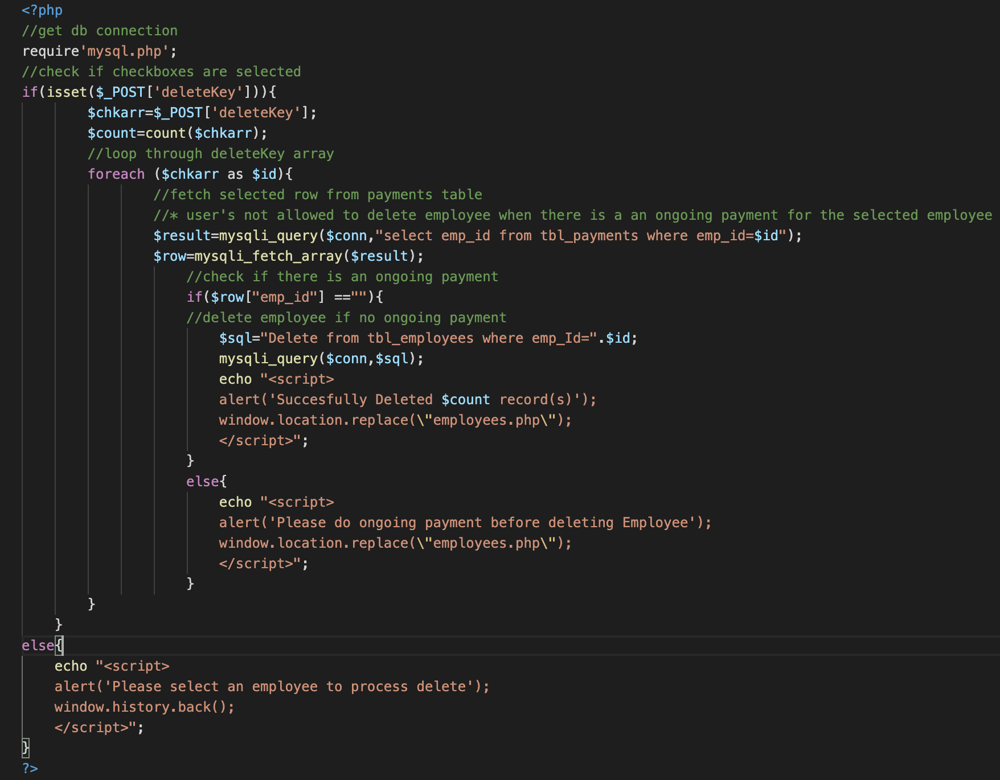 <?php
//get db connection
require'mysql.php';
//check if checkboxes are selected
if(isset($_POST['deleteKey'])){
$chkarr=$_POST['deleteKey'];
$count=count($chkarr);
//loop through deleteKey array
foreach ($chkarr as $id){
//fetch selected row from payments table
//* user's not allowed to delete employee when there is a an ongoing payment for the selected employee
$result=mysqli_query($conn,"select emp_id from tbl_payments where emp_id=$id");
$row=mysqli_fetch_array($result);
//check if there is an ongoing payment
if($row["emp_id"] ==""){
//delete employee if no ongoing payment
$sql="Delete from tbl_employees where emp_Id=".$id;
mysqli_query($conn,$sql);
echo "<script>
alert('Succesfully Deleted $count record(s)');
window.location.replace(\"employees.php\");
</script>";
}
else{
echo "<script>
alert('Please do ongoing payment before deleting Employee');
window.location.replace(\"employees.php\");
</script>";
}
}
}
else{
echo "<script>
alert('Please select an employee to process delete');
window.history.back();
</script>";
}
?>